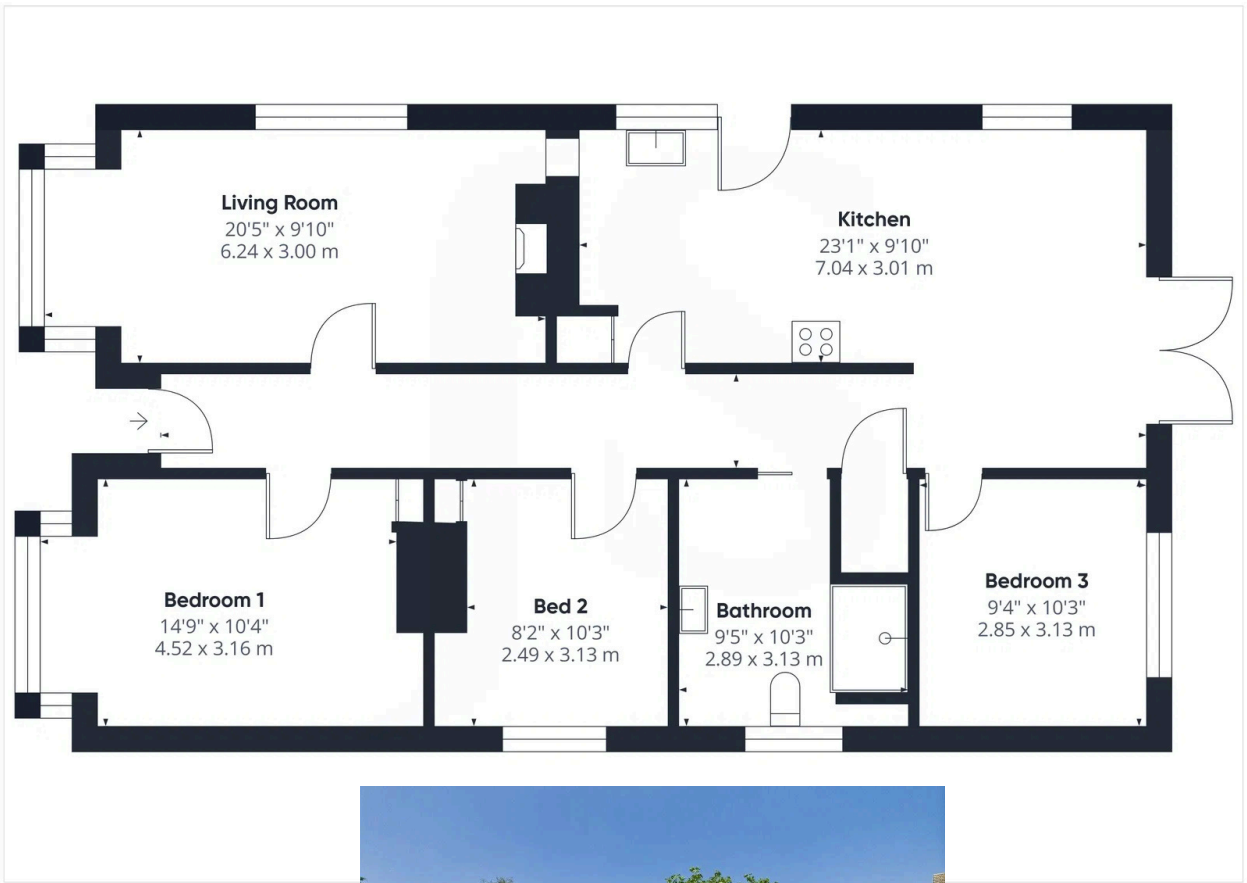 Living Room
20'5" x 9'10"
6.24 x 3.00 m
Kitchen
23'1" x 9'10"
7.04 x 3.01 m
Bedroom 1
14'9" x 10'4"
4.52 x 3.16 m
Bed 2
8'2" x 10'3"
2.49 x 3.13 m
Bathroom
9'5" x 10'3"
2.89 x 3.13 m
Bedroom 3
9'4" x 10'3"
2.85 x 3.13 m